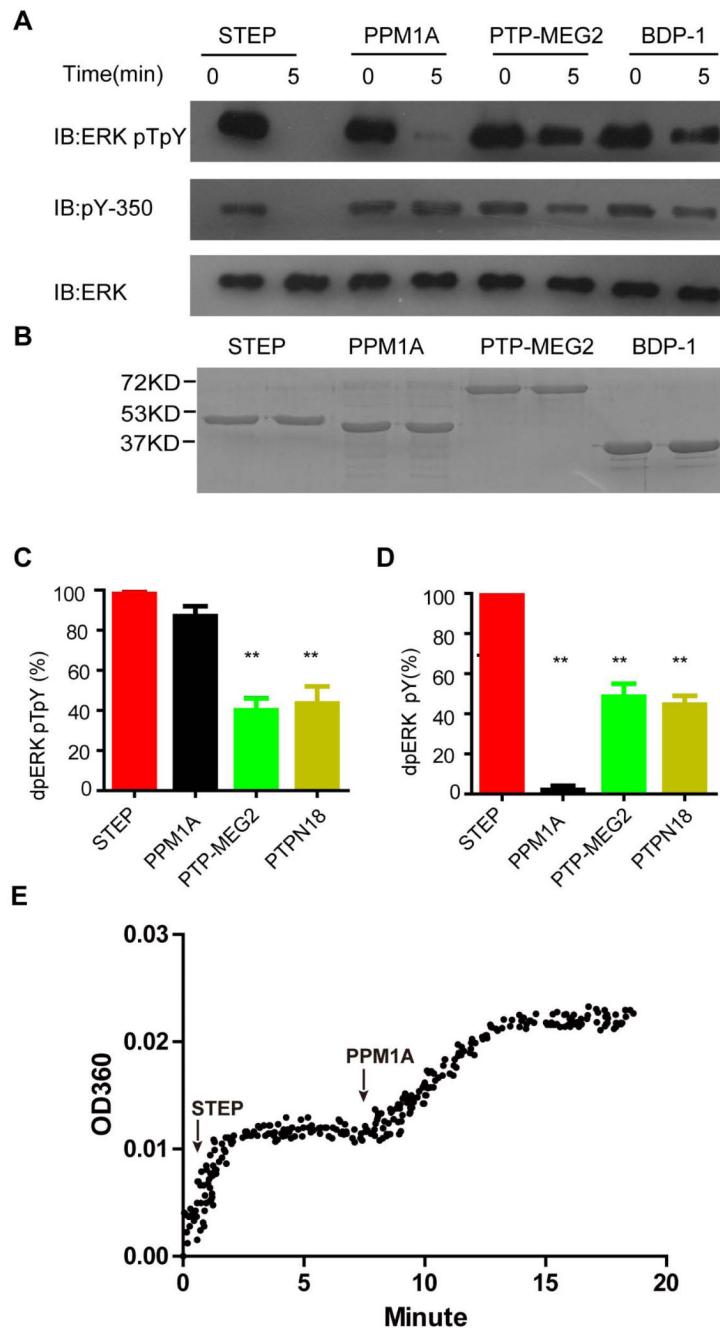 A
STEP PPM1A PTP-MEG2 BDP-1
Time(min) 0 5 0 5 0 5 0 5
IB:ERK pTpY
IB:pY-350
IB:ERK
B
STEP PPM1A PTP-MEG2 BDP-1
72KD
53KD
37KD
C
dpERK pTpY (%)
100
80
60
40
20
0
** **
STEP PPM1A PTP-MEG2 PTPN18
D
dpERK pY(%)
100
80
60
40
20
0
** ** **
STEP PPM1A PTP-MEG2 PTPN18
E
OD360
0.03
0.02
0.01
0.00
STEP
PPM1A
0 5 10 15 20
Minute